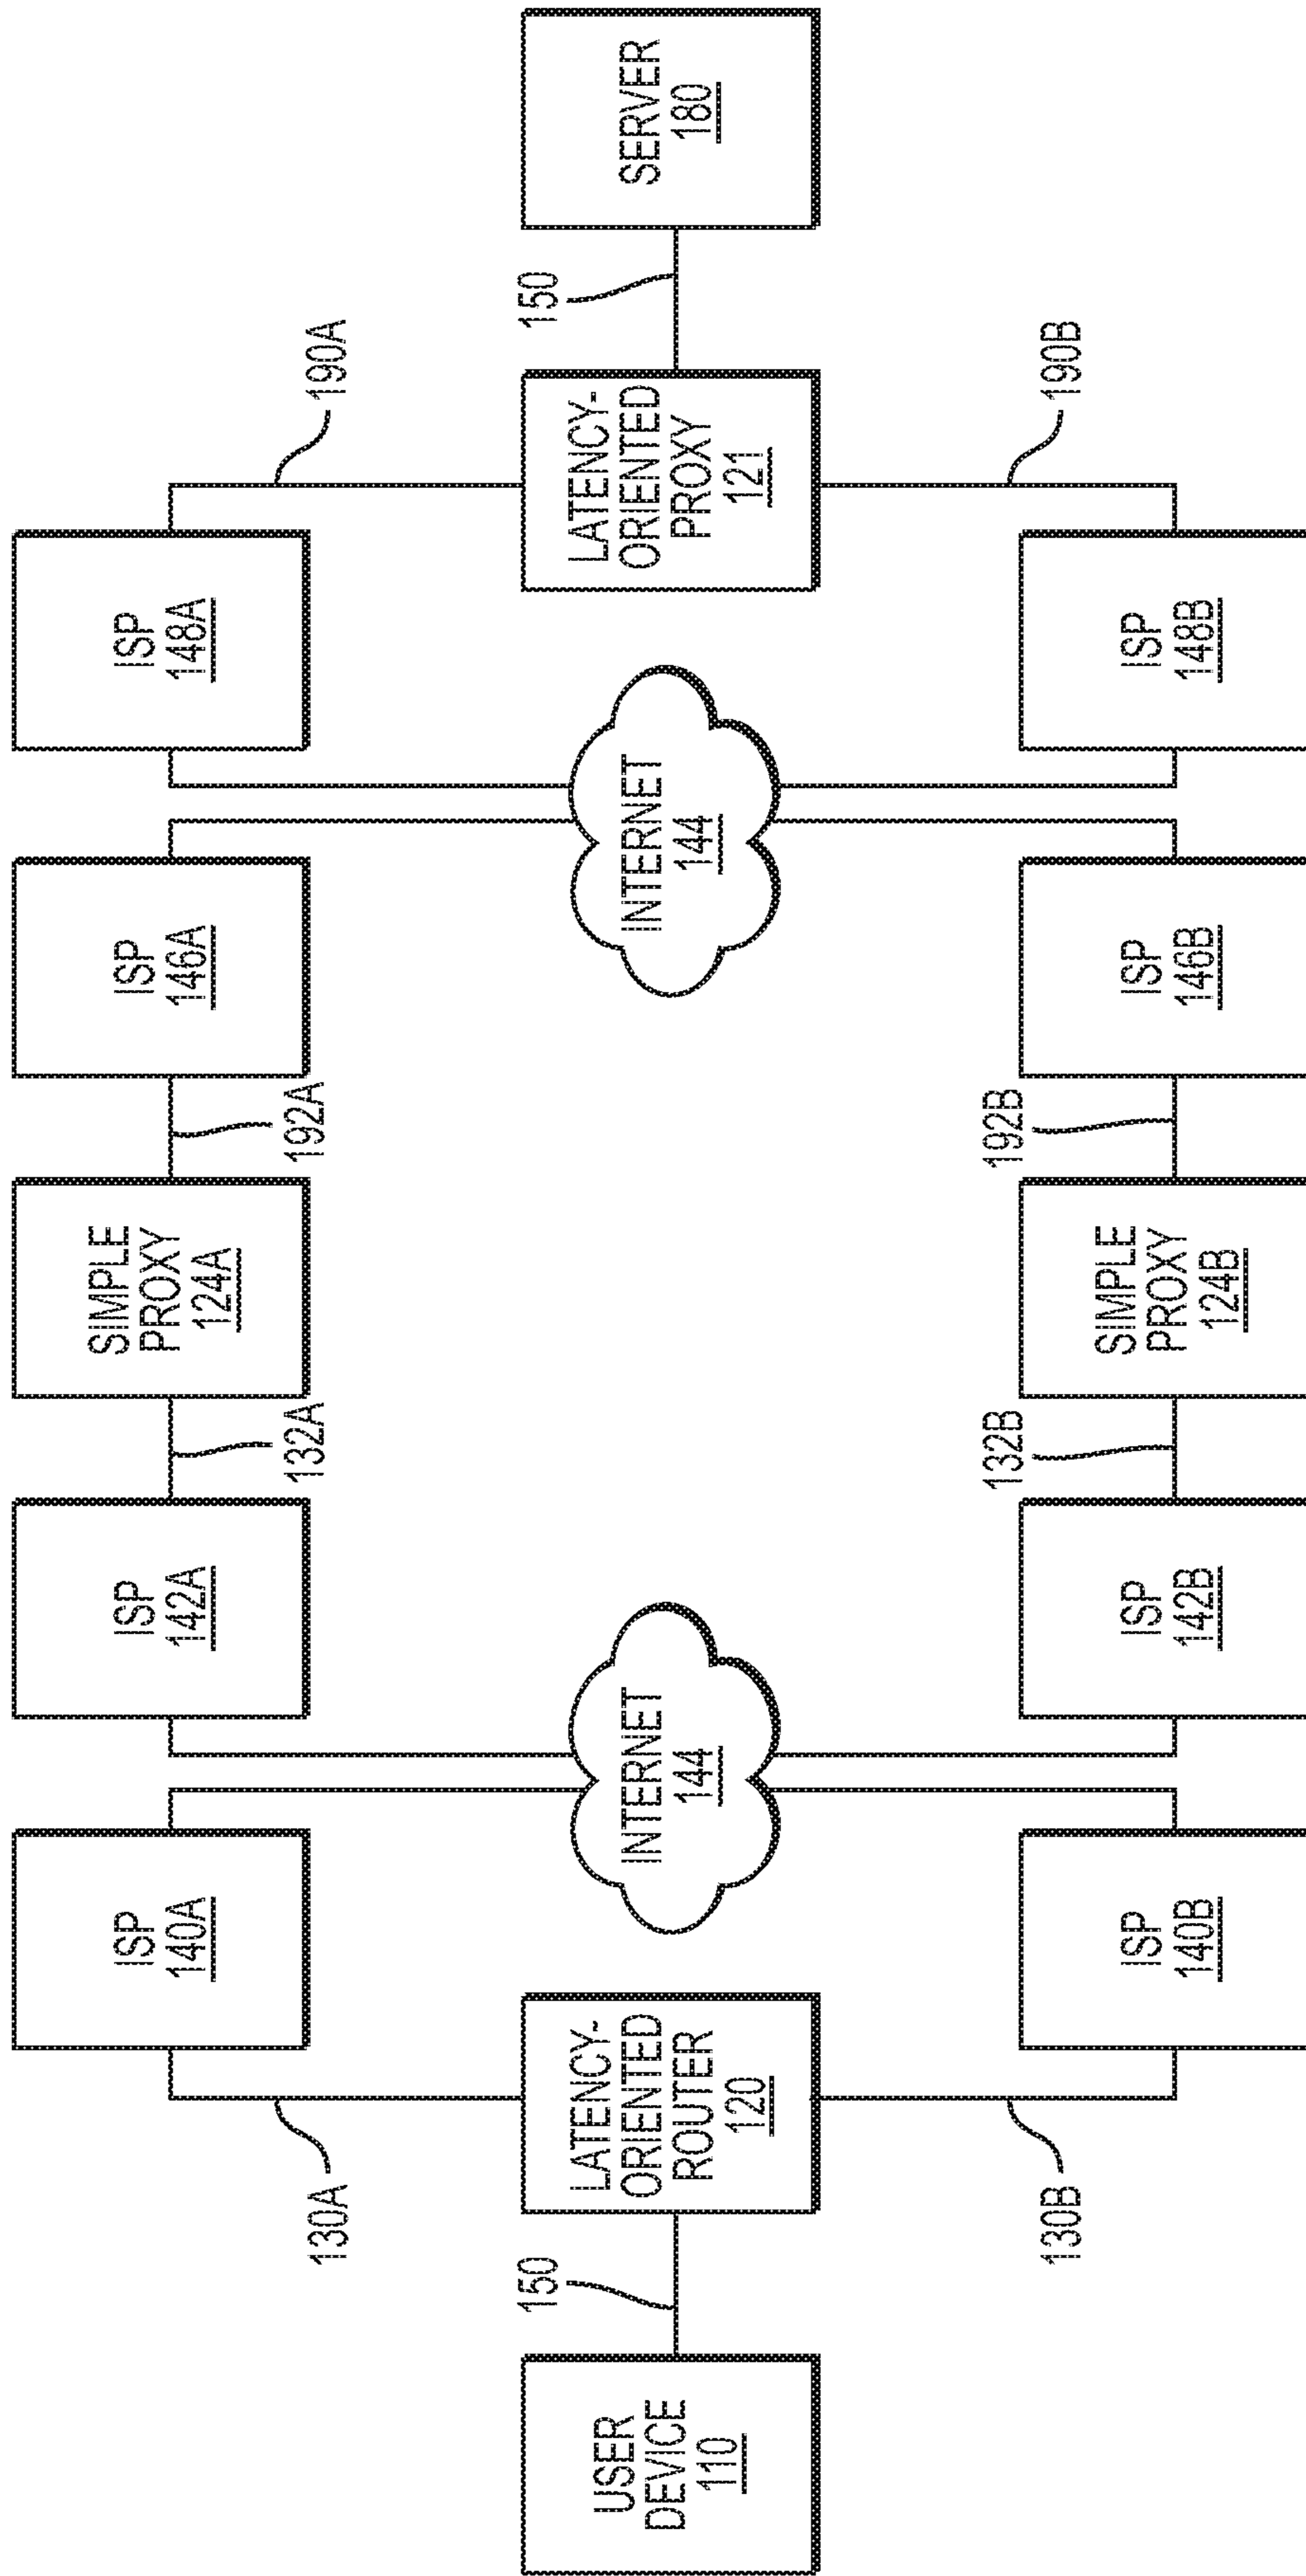 ISP
140A
ISP
142A
SIMPLE
PROXY
124A
ISP
146A
ISP
148A
132A
192A
130A
190A
150
150
USER
DEVICE
110
LATENCY-
ORIENTED
ROUTER
120
INTERNET
144
INTERNET
144
LATENCY-
ORIENTED
PROXY
121
SERVER
180
132B
192B
130B
190B
ISP
140B
ISP
142B
SIMPLE
PROXY
124B
ISP
146B
ISP
148B